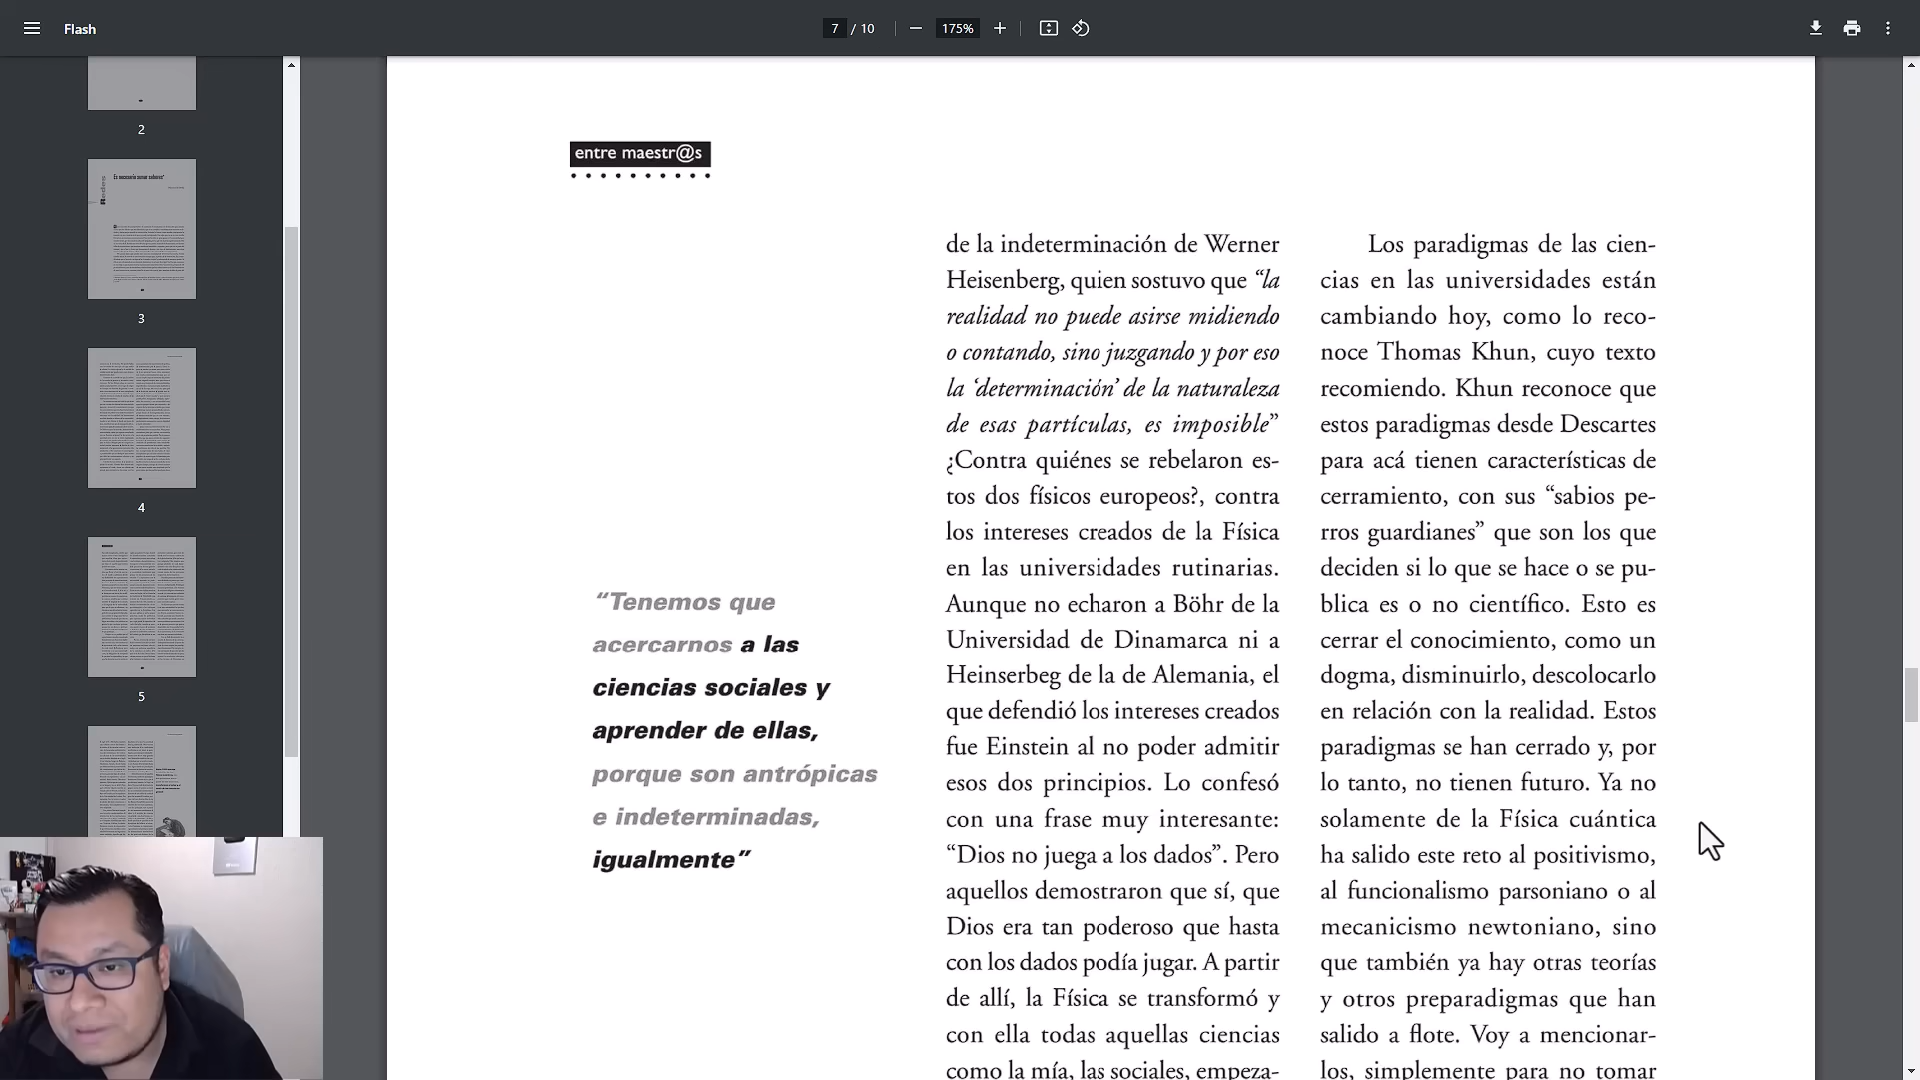 Flash
7 / 10
175%
2
3
4
5
Es necesario sumar saberes
entre maestr@s
“Tenemos que
acercarnos a las
ciencias sociales y
aprender de ellas,
porque son antrópicas
e indeterminadas,
igualmente”
de la indeterminación de Werner
Heisenberg, quien sostuvo que “la
realidad no puede asirse midiendo
o contando, sino juzgando y por eso
la ‘determinación’ de la naturaleza
de esas partículas, es imposible”
¿Contra quiénes se rebelaron es-
tos dos físicos europeos?, contra
los intereses creados de la Física
en las universidades rutinarias.
Aunque no echaron a Böhr de la
Universidad de Dinamarca ni a
Heinserbeg de la de Alemania, el
que defendió los intereses creados
fue Einstein al no poder admitir
esos dos principios. Lo confesó
con una frase muy interesante:
“Dios no juega a los dados”. Pero
aquellos demostraron que sí, que
Dios era tan poderoso que hasta
con los dados podía jugar. A partir
de allí, la Física se transformó y
con ella todas aquellas ciencias
como la mía, las sociales, empeza-
Los paradigmas de las cien-
cias en las universidades están
cambiando hoy, como lo reco-
noce Thomas Khun, cuyo texto
recomiendo. Khun reconoce que
estos paradigmas desde Descartes
para acá tienen características de
cerramiento, con sus “sabios pe-
rros guardianes” que son los que
deciden si lo que se hace o se pu-
blica es o no científico. Esto es
cerrar el conocimiento, como un
dogma, disminuirlo, descolocarlo
en relación con la realidad. Estos
paradigmas se han cerrado y, por
lo tanto, no tienen futuro. Ya no
solamente de la Física cuántica
ha salido este reto al positivismo,
al funcionalismo parsoniano o al
mecanicismo newtoniano, sino
que también ya hay otras teorías
y otros preparadigmas que han
salido a flote. Voy a mencionar-
los, simplemente para no tomar